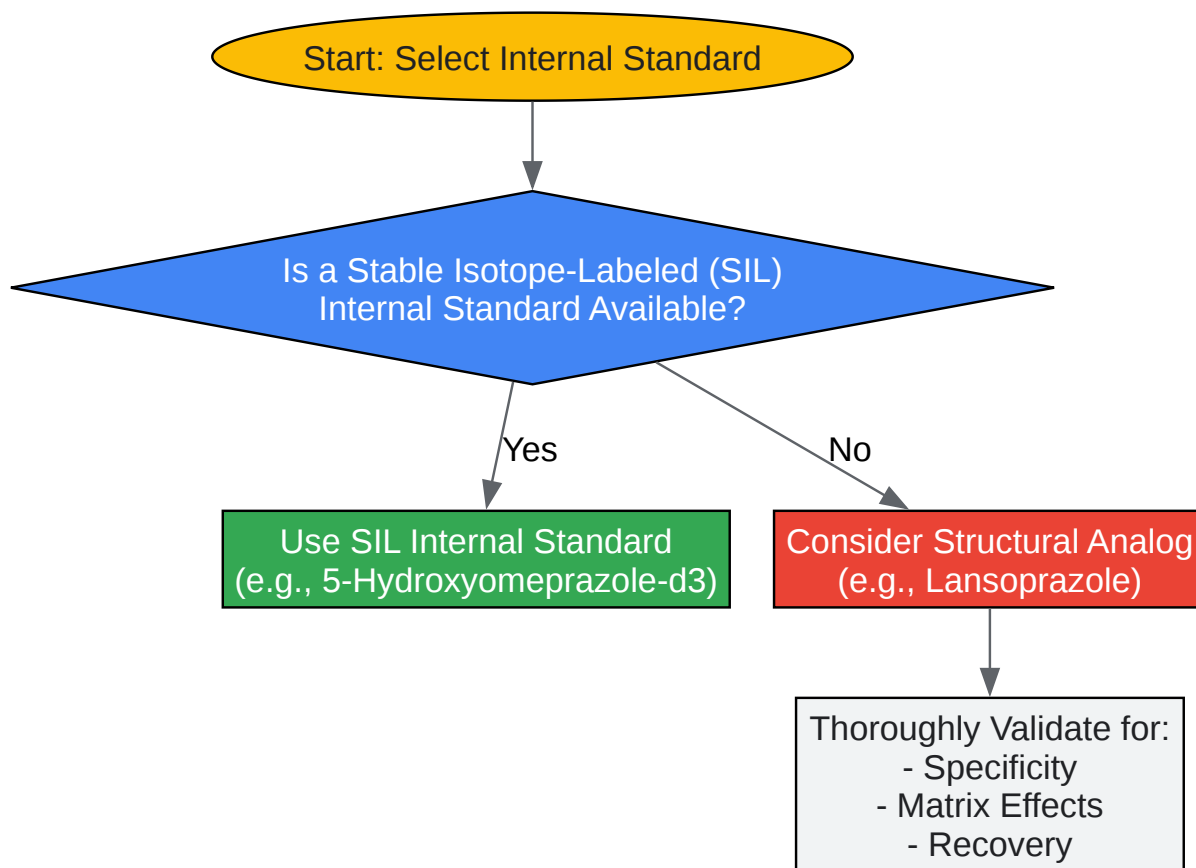 Start: Select Internal Standard
Is a Stable Isotope-Labeled (SIL)
Internal Standard Available?
Yes
No
Use SIL Internal Standard
(e.g., 5-Hydroxyomeprazole-d3)
Consider Structural Analog
(e.g., Lansoprazole)
Thoroughly Validate for:
- Specificity
- Matrix Effects
- Recovery